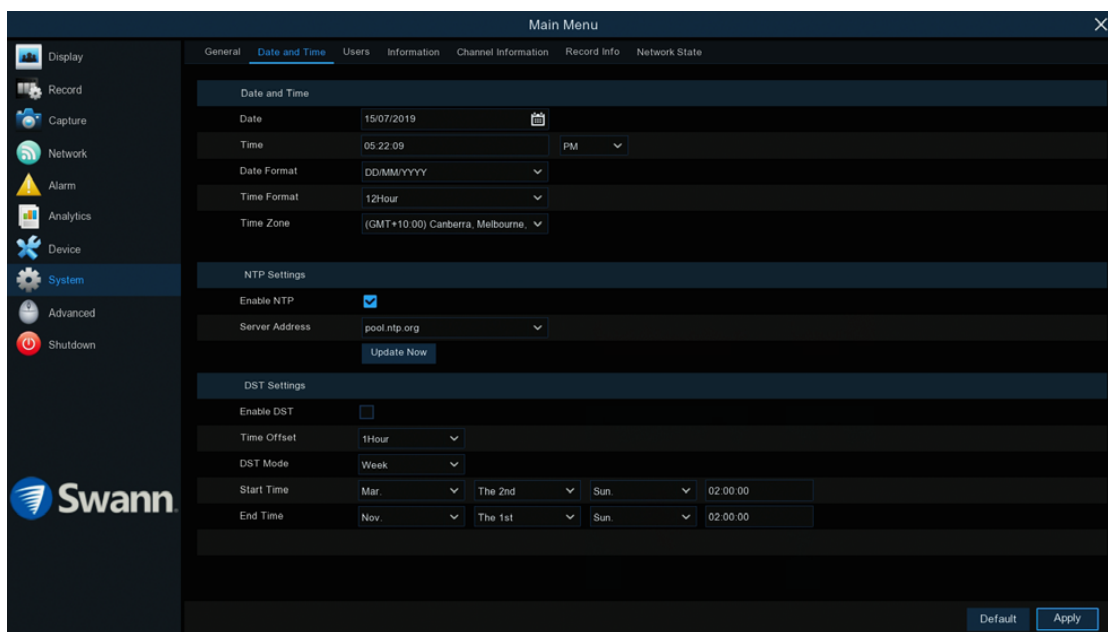 Main Menu
Display
Record
Capture
Network
Alarm
Analytics
Device
System
Advanced
Shutdown
Swann
General Date and Time Users Information Channel Information Record Info Network State
Date and Time
Date 15/07/2019
Time 05:22:09 PM
Date Format DD/MM/YYYY
Time Format 12Hour
Time Zone (GMT+10:00) Canberra, Melbourne,
NTP Settings
Enable NTP
Server Address pool.ntp.org
Update Now
DST Settings
Enable DST
Time Offset 1Hour
DST Mode Week
Start Time Mar. The 2nd Sun. 02:00:00
End Time Nov. The 1st Sun. 02:00:00
Default Apply